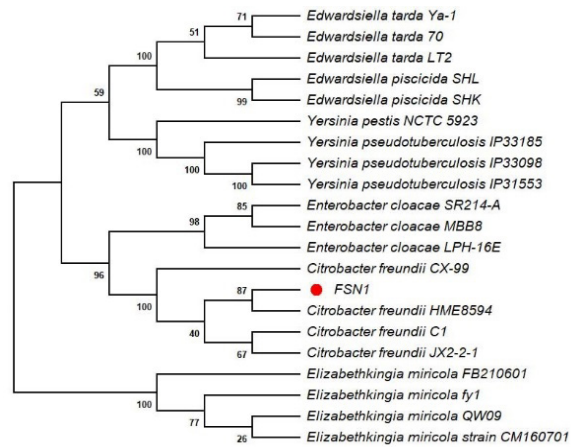 71
Edwardsiella tarda Ya-1
51
Edwardsiella tarda 70
100
Edwardsiella tarda LT2
Edwardsiella piscicida SHL
59
99
Edwardsiella piscicida SHK
Yersinia pestis NCTC 5923
100
Yersinia pseudotuberculosis IP33185
100
Yersinia pseudotuberculosis IP33098
100
Yersinia pseudotuberculosis IP31553
85
Enterobacter cloacae SR214-A
98
Enterobacter cloacae MBB8
Enterobacter cloacae LPH-16E
96
Citrobacter freundii CX-99
100
87
FSN1
Citrobacter freundii HME8594
40
Citrobacter freundii C1
67
Citrobacter freundii JX2-2-1
Elizabethkingia miricola FB210601
100
Elizabethkingia miricola fy1
77
Elizabethkingia miricola QW09
26
Elizabethkingia miricola strain CM160701